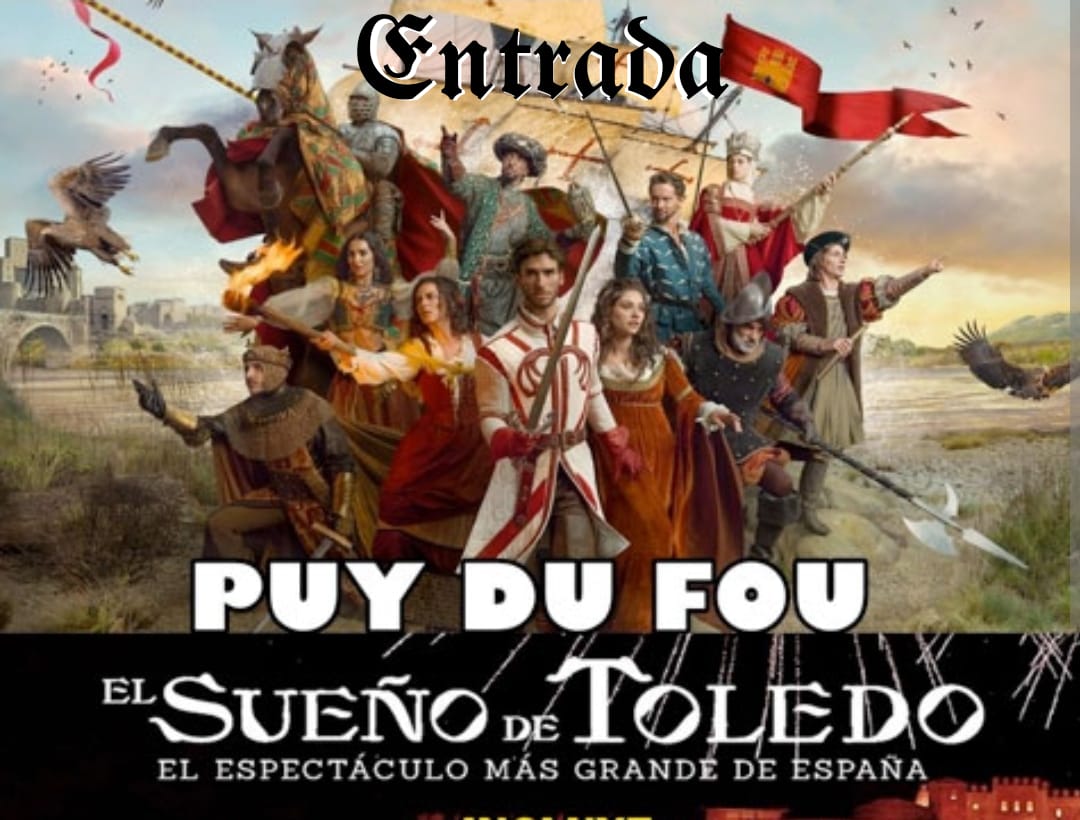 Entrada
PUY DU FOU
EL SUEÑO DE TOLEDO
EL ESPECTÁCULO MÁS GRANDE DE ESPAÑA